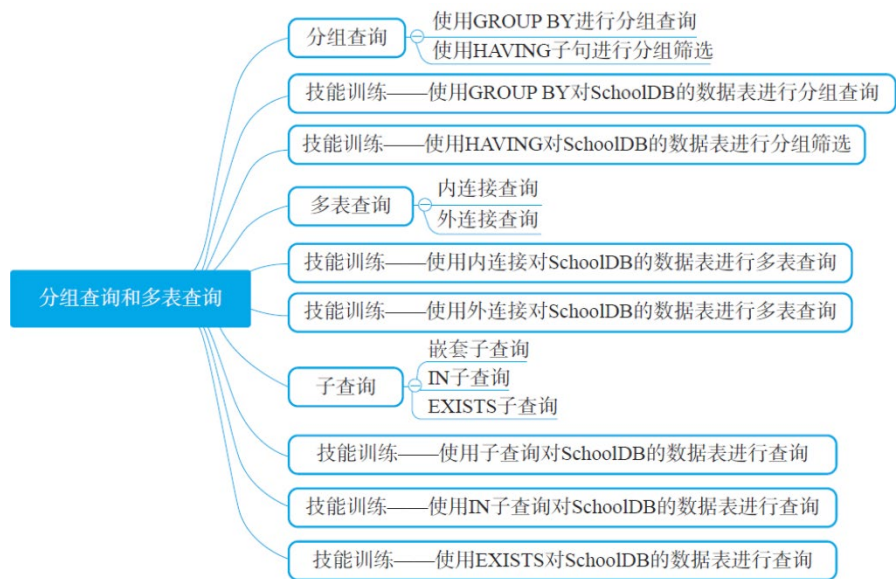 分组查询
使用GROUP BY进行分组查询
使用HAVING子句进行分组筛选
技能训练——使用GROUP BY对SchoolDB的数据表进行分组查询
技能训练——使用HAVING对SchoolDB的数据表进行分组筛选
多表查询
内连接查询
外连接查询
分组查询和多表查询
技能训练——使用内连接对SchoolDB的数据表进行多表查询
技能训练——使用外连接对SchoolDB的数据表进行多表查询
子查询
嵌套子查询
IN子查询
EXISTS子查询
技能训练——使用子查询对SchoolDB的数据表进行查询
技能训练——使用IN子查询对SchoolDB的数据表进行查询
技能训练——使用EXISTS对SchoolDB的数据表进行查询